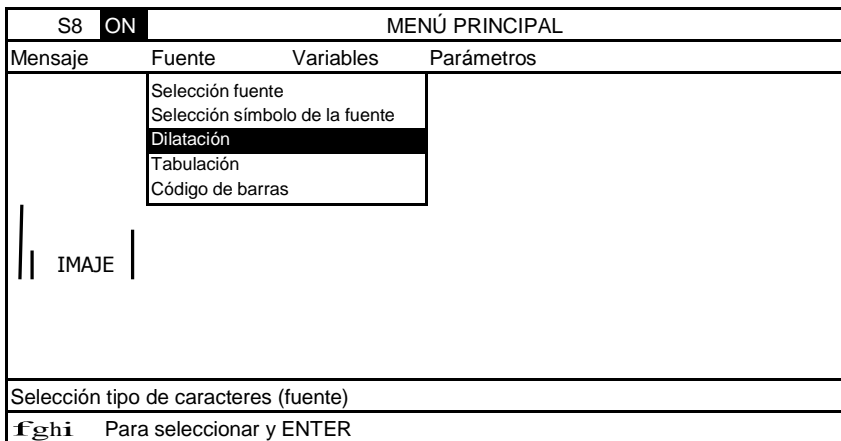 S8 ON MENÚ PRINCIPAL
Mensaje Fuente Variables Parámetros
Selección fuente
Selección símbolo de la fuente
Dilatación
Tabulación
Código de barras
IMAJE
Selección tipo de caracteres (fuente)
fghi Para seleccionar y ENTER